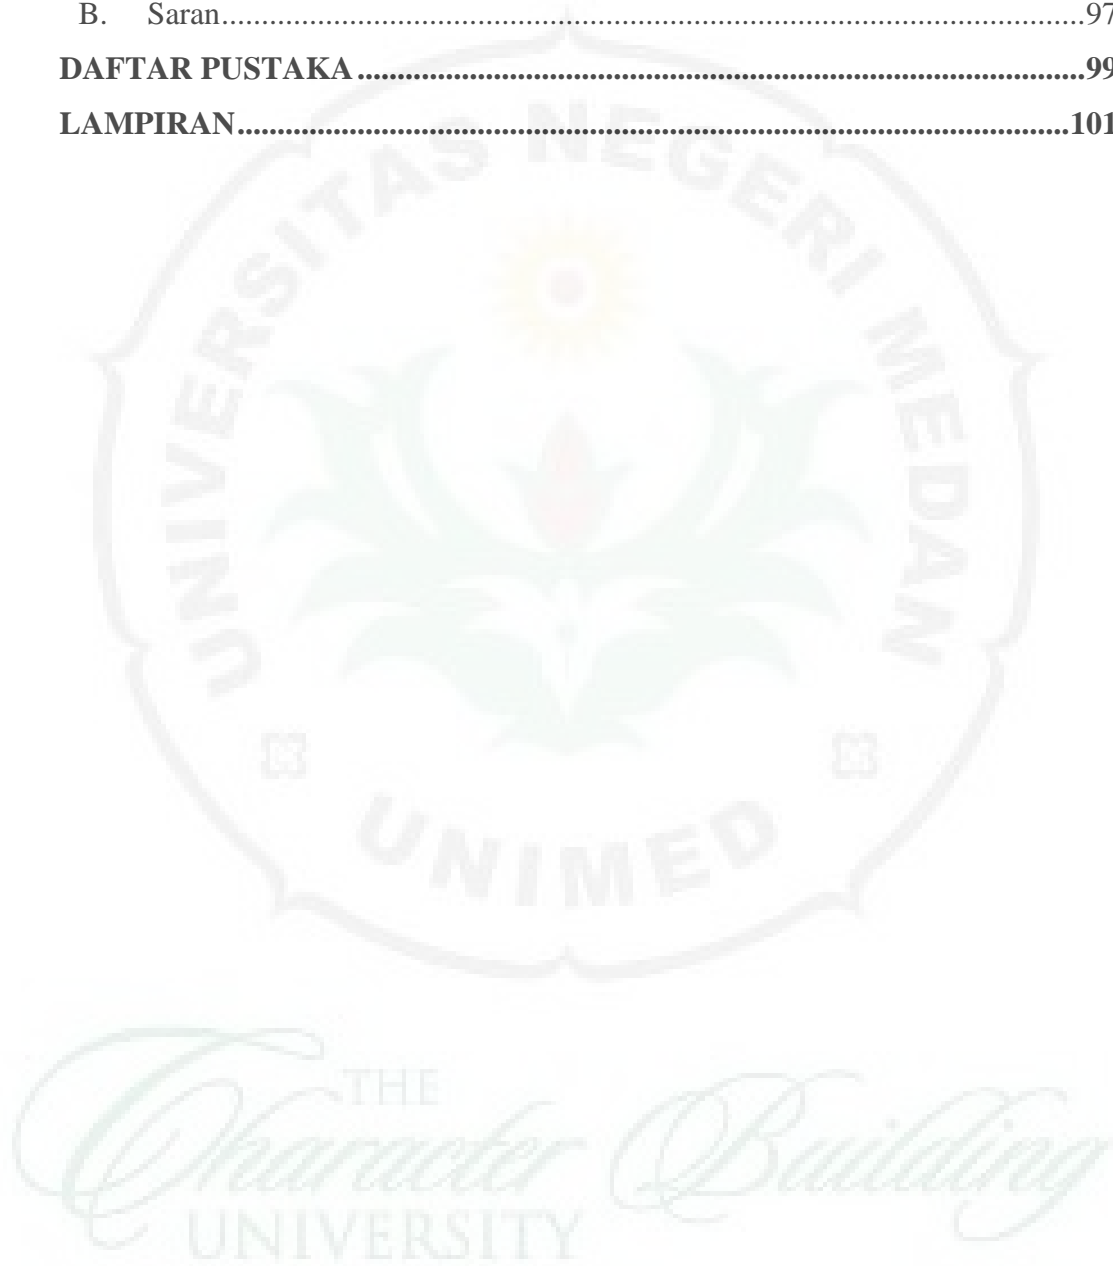 B. Saran....................................................................................................97
DAFTAR PUSTAKA....................................................................................99
LAMPIRAN................................................................................................101
UNIVERSITAS NEGERI MEDAN
UNIMED
THE
Character Building
UNIVERSITY